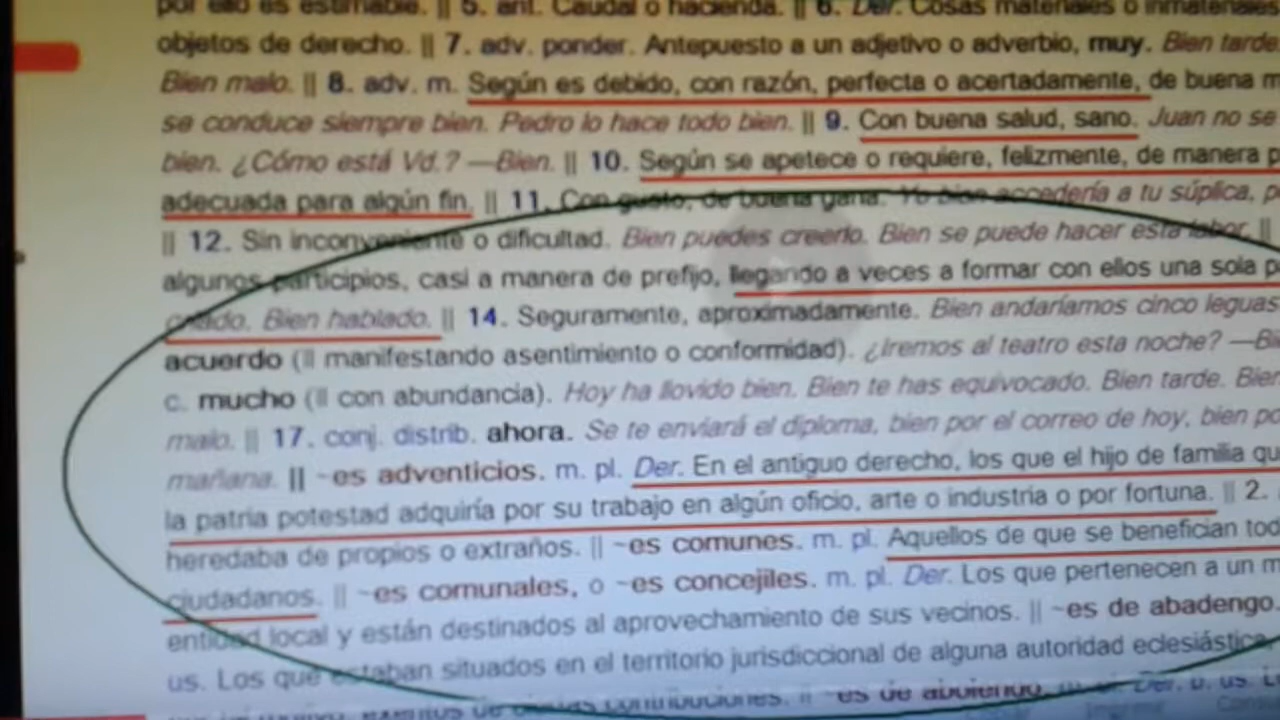 por ello es estimable. || 5. ant. Caudal o hacienda. || 6. Der. Cosas materiales o inmateriales
objetos de derecho. || 7. adv. ponder. Antepuesto a un adjetivo o adverbio, muy. Bien tarde
Bien malo. || 8. adv. m. Según es debido, con razón, perfecta o acertadamente, de buena m
se conduce siempre bien. Pedro lo hace todo bien. || 9. Con buena salud, sano. Juan no se
bien. ¿Cómo está Vd.? —Bien. || 10. Según se apetece o requiere, felizmente, de manera p
adecuada para algún fin. || 11. Con gusto, de buena gana. Yo bien accedería a tu súplica, p
|| 12. Sin inconveniente o dificultad. Bien puedes creerlo. Bien se puede hacer esta labor. ||
algunos participios, casi a manera de prefijo, llegando a veces a formar con ellos una sola p
criado. Bien hablado. || 14. Seguramente, aproximadamente. Bien andaríamos cinco leguas
acuerdo (|| manifestando asentimiento o conformidad). ¿Iremos al teatro esta noche? —Bi
c. mucho (|| con abundancia). Hoy ha llovido bien. Bien te has equivocado. Bien tarde. Bien
malo. || 17. conj. distrib. ahora. Se te enviará el diploma, bien por el correo de hoy, bien po
mañana. || ~es adventicios. m. pl. Der. En el antiguo derecho, los que el hijo de familia qu
la patria potestad adquiría por su trabajo en algún oficio, arte o industria o por fortuna. || 2.
heredaba de propios o extraños. || ~es comunes. m. pl. Aquellos de que se benefician tod
ciudadanos. || ~es comunales, o ~es concejiles. m. pl. Der. Los que pertenecen a un m
entidad local y están destinados al aprovechamiento de sus vecinos. || ~es de abadengo.
us. Los que estaban situados en el territorio jurisdiccional de alguna autoridad eclesiástica
contribuciones. || ~es de abolengo. m. pl. Der. p. us. L